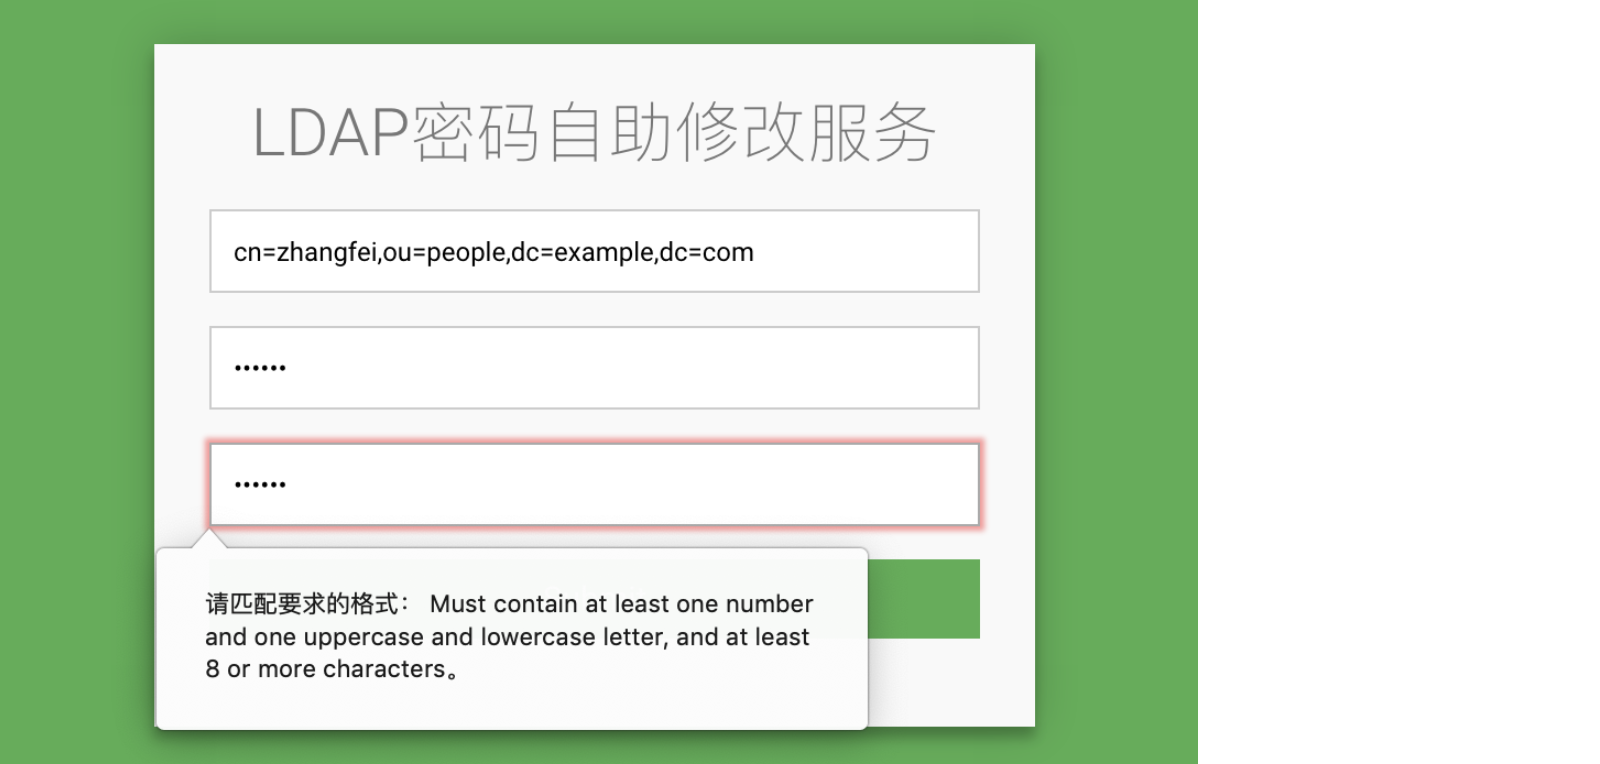 LDAP密码自助修改服务
cn=zhangfei,ou=people,dc=example,dc=com
••••••
••••••
请匹配要求的格式： Must contain at least one number
and one uppercase and lowercase letter, and at least
8 or more characters。